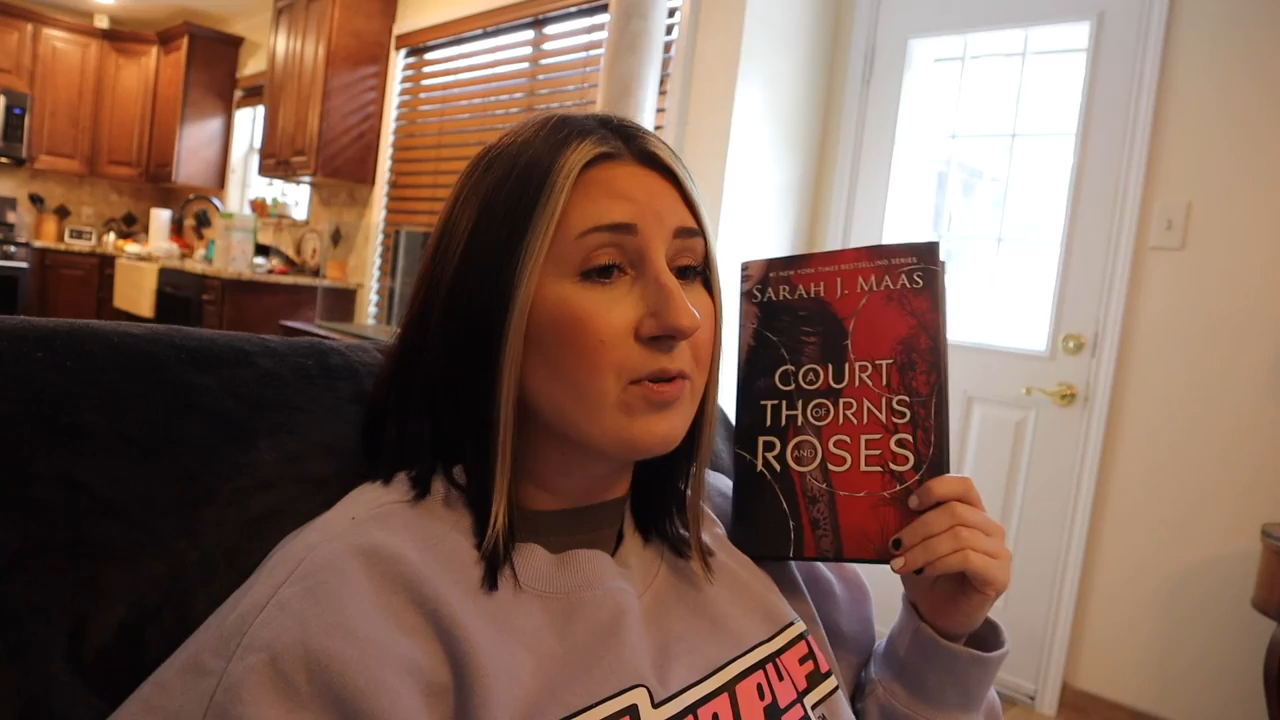 #1 NEW YORK TIMES BESTSELLING SERIES
SARAH J. MAAS
A
COURT
THORNS
OF
AND
ROSES